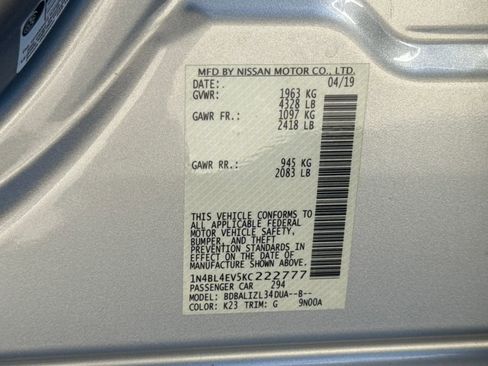 MFD BY NISSAN MOTOR CO., LTD.
DATE: 04/19
GVWR: 1963 KG
4328 LB
GAWR FR.: 1097 KG
2418 LB
GAWR RR.: 945 KG
2083 LB
THIS VEHICLE CONFORMS TO
ALL APPLICABLE FEDERAL
MOTOR VEHICLE SAFETY,
BUMPER, AND THEFT
PREVENTION STANDARDS IN
EFFECT ON THE DATE OF
MANUFACTURE SHOWN ABOVE.
1N4BL4EV5KC222777
PASSENGER CAR 294
MODEL: BDBALIZL34DUA--B--
COLOR: K23 TRIM: G 9N00A